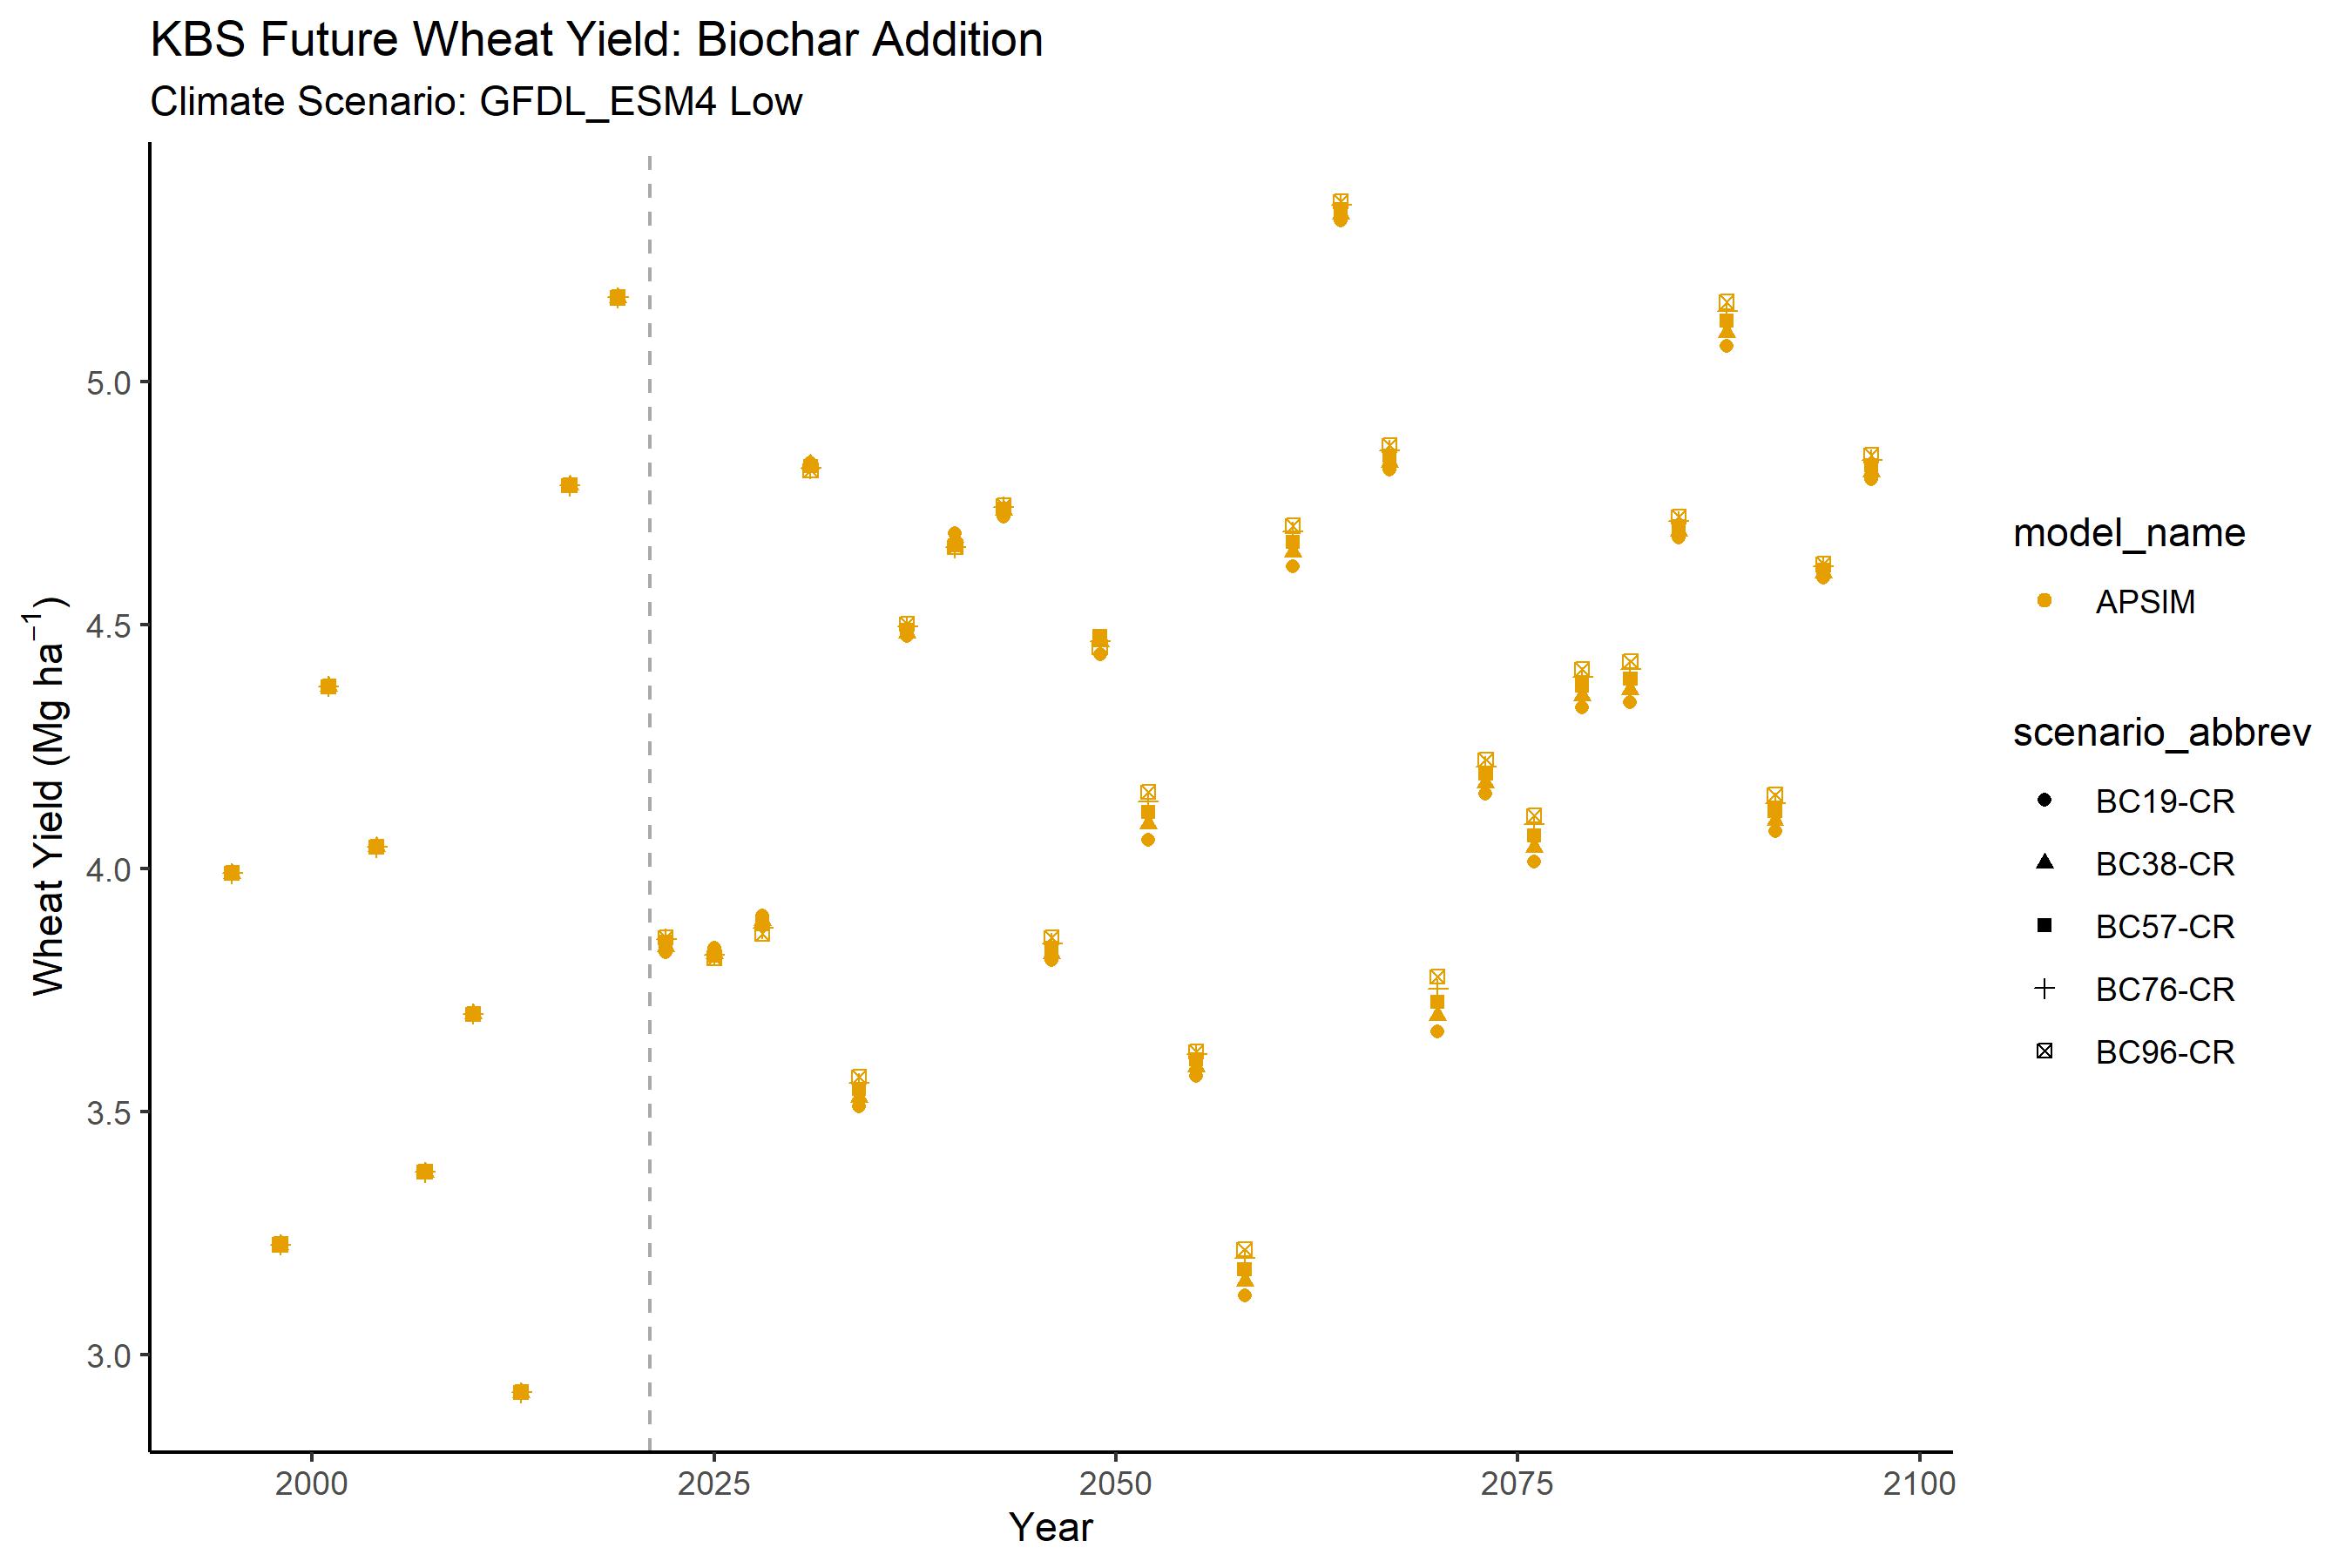 KBS Future Wheat Yield: Biochar Addition
Climate Scenario: GFDL_ESM4 Low
Wheat Yield (Mg ha⁻¹)
5.0
4.5
4.0
3.5
3.0
2000
2025
2050
2075
2100
Year
model_name
APSIM
scenario_abbrev
BC19-CR
BC38-CR
BC57-CR
BC76-CR
BC96-CR